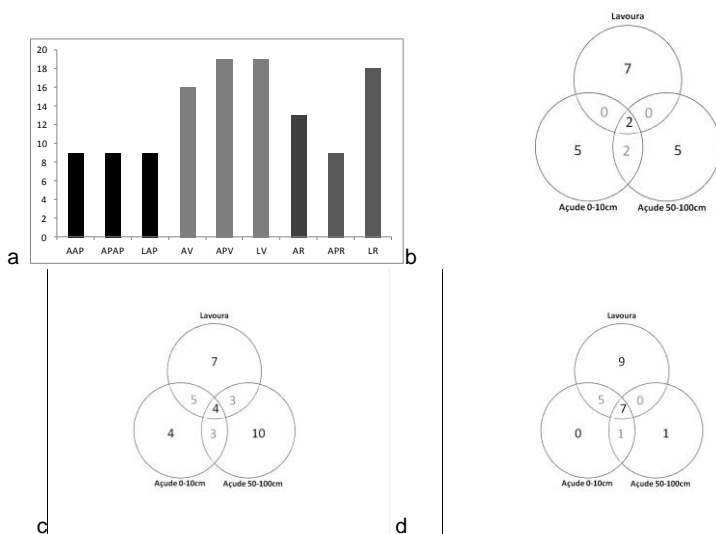 20
18
16
14
12
10
8
6
4
2
0
AAP APAP LAP AV APV LV AR APR LR
a
Lavoura
7
0 0
2
5 2 5
Açude 0-10cm Açude 50-100cm
b
Lavoura
7
5 3
4
4 3 10
Açude 0-10cm Açude 50-100cm
c
Lavoura
9
5 0
7
0 1 1
Açude 0-10cm Açude 50-100cm
d